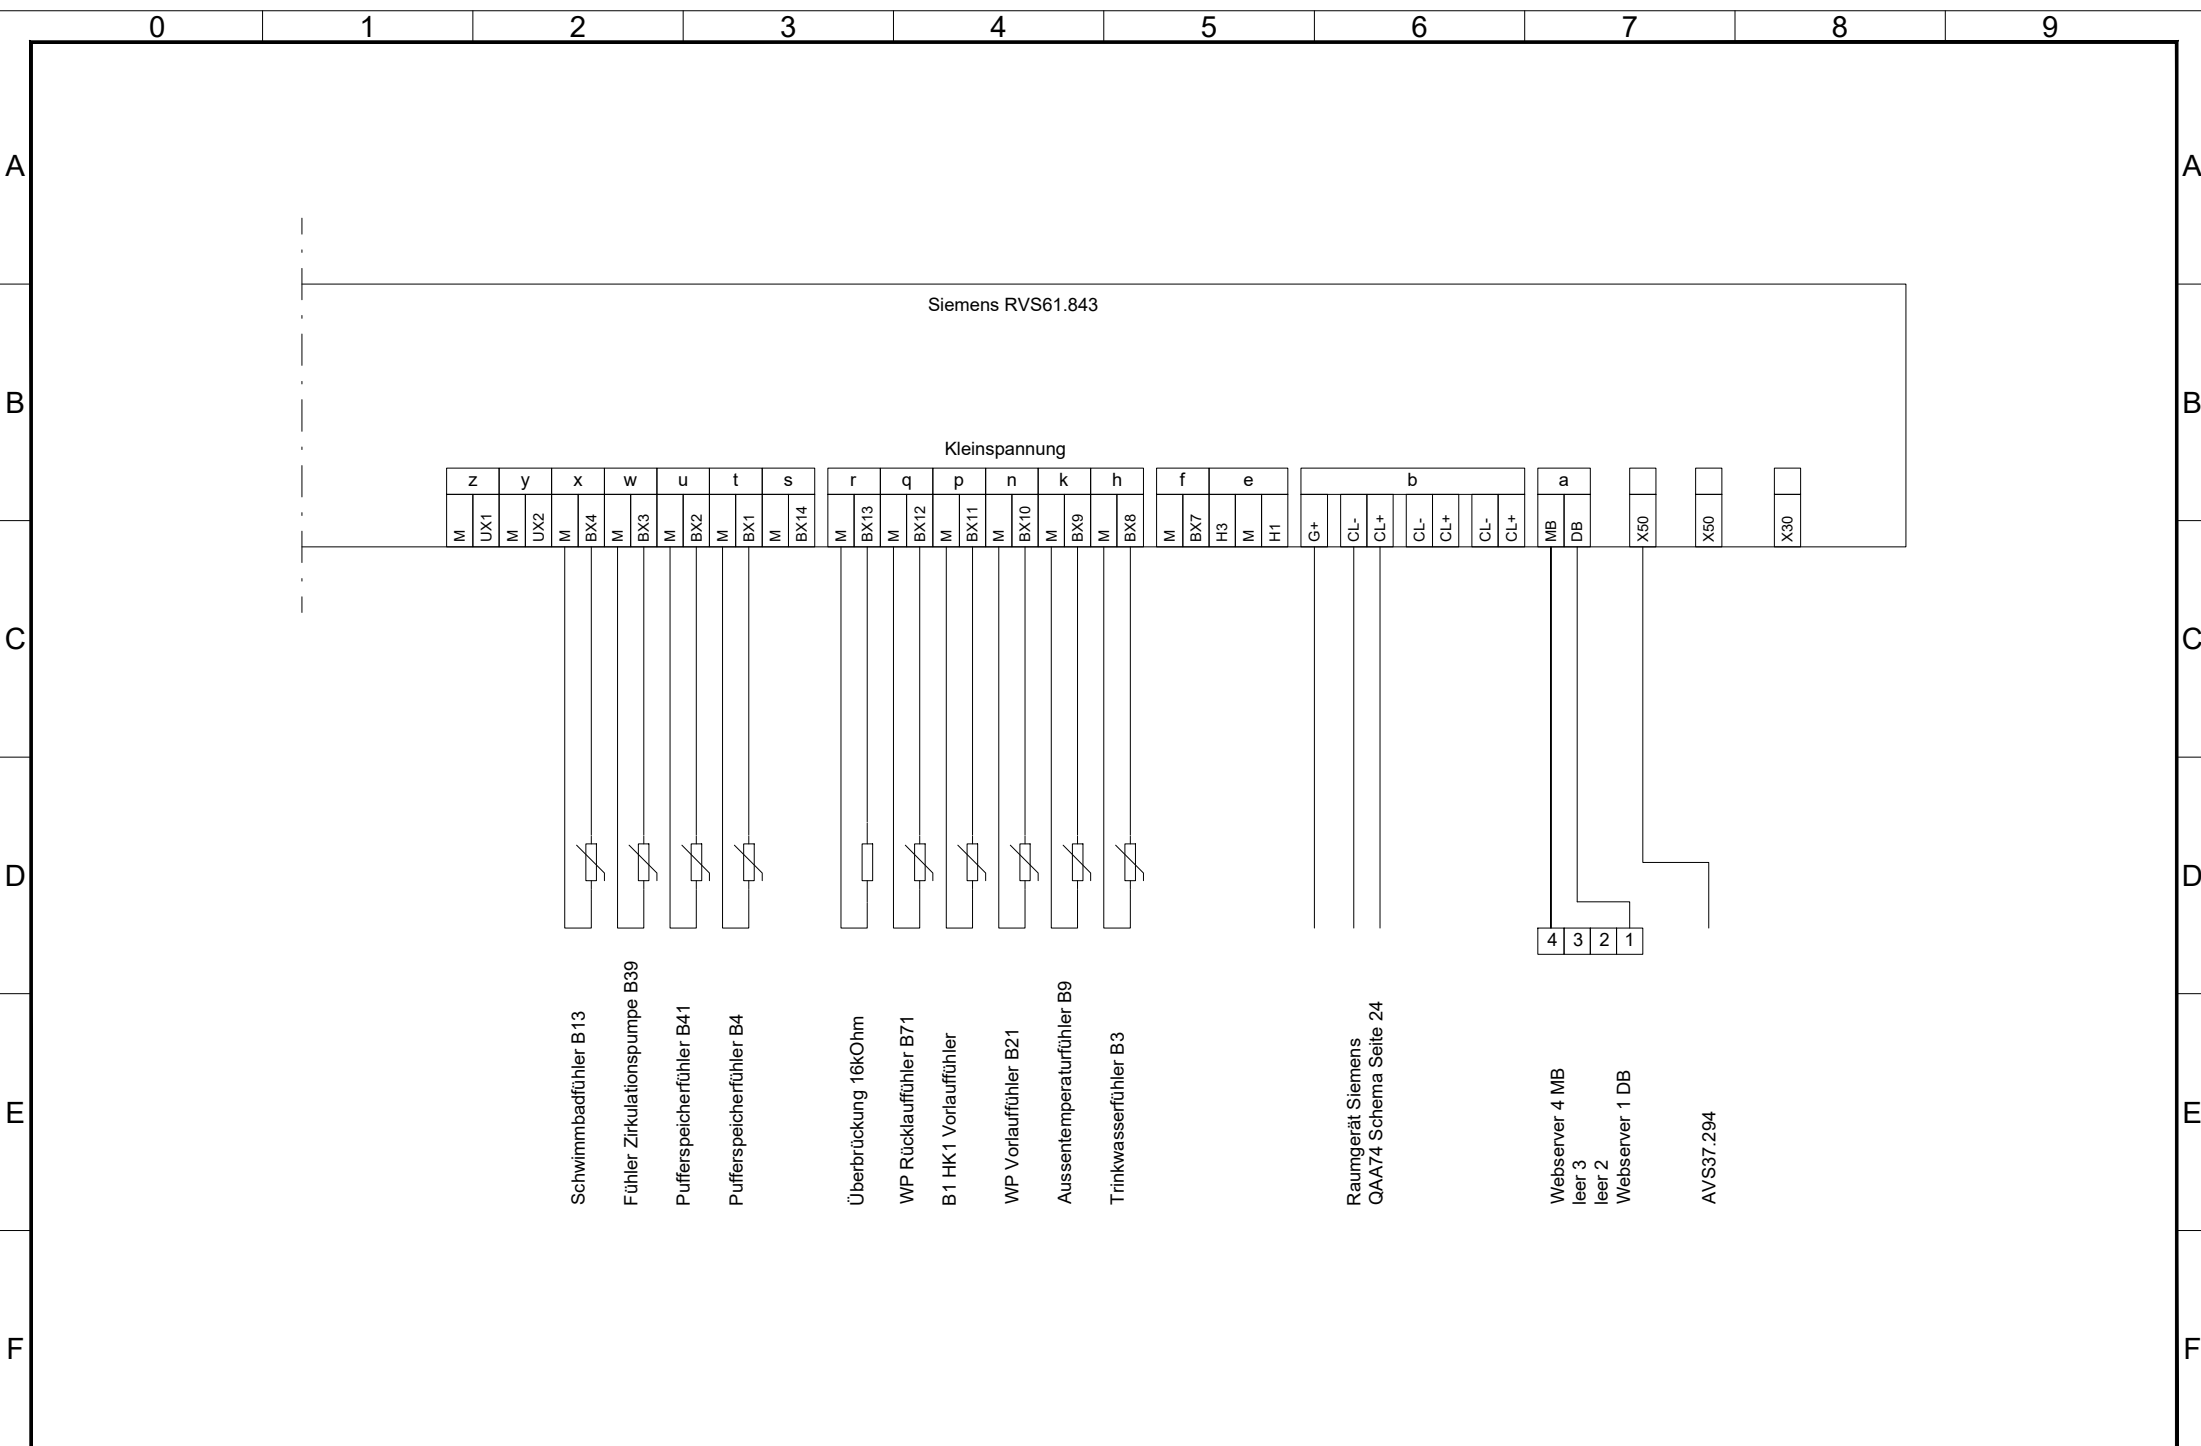 0 1 2 3 4 5 6 7 8 9
A A
Siemens RVS61.843
B B
Kleinspannung
z y x w u t s r q p n k h f e b a
M UX1 M UX2 M BX4 M BX3 M BX2 M BX1 M BX14 M BX13 M BX12 M BX11 M BX10 M BX9 M BX8 M BX7 H3 M H1 G+ CL- CL+ CL- CL+ CL- CL+ MB DB X50 X50 X30
C C
D D
4 3 2 1
Schwimmbadfühler B13
Fühler Zirkulationspumpe B39
Pufferspeicherfühler B41
Pufferspeicherfühler B4
Überbrückung 16kOhm
WP Rücklauffühler B71
B1 HK1 Vorlauffühler
WP Vorlauffühler B21
Aussentemperaturfühler B9
Trinkwasserfühler B3
Raumgerät Siemens
QAA74 Schema Seite 24
Webserver 4 MB
leer 3
leer 2
Webserver 1 DB
AVS37.294
E E
F F